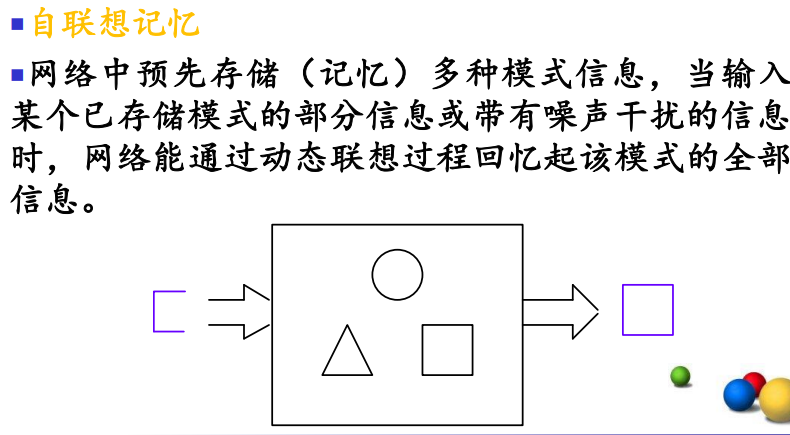 自联想记忆
网络中预先存储（记忆）多种模式信息，当输入
某个已存储模式的部分信息或带有噪声干扰的信息
时，网络能通过动态联想过程回忆起该模式的全部
信息。